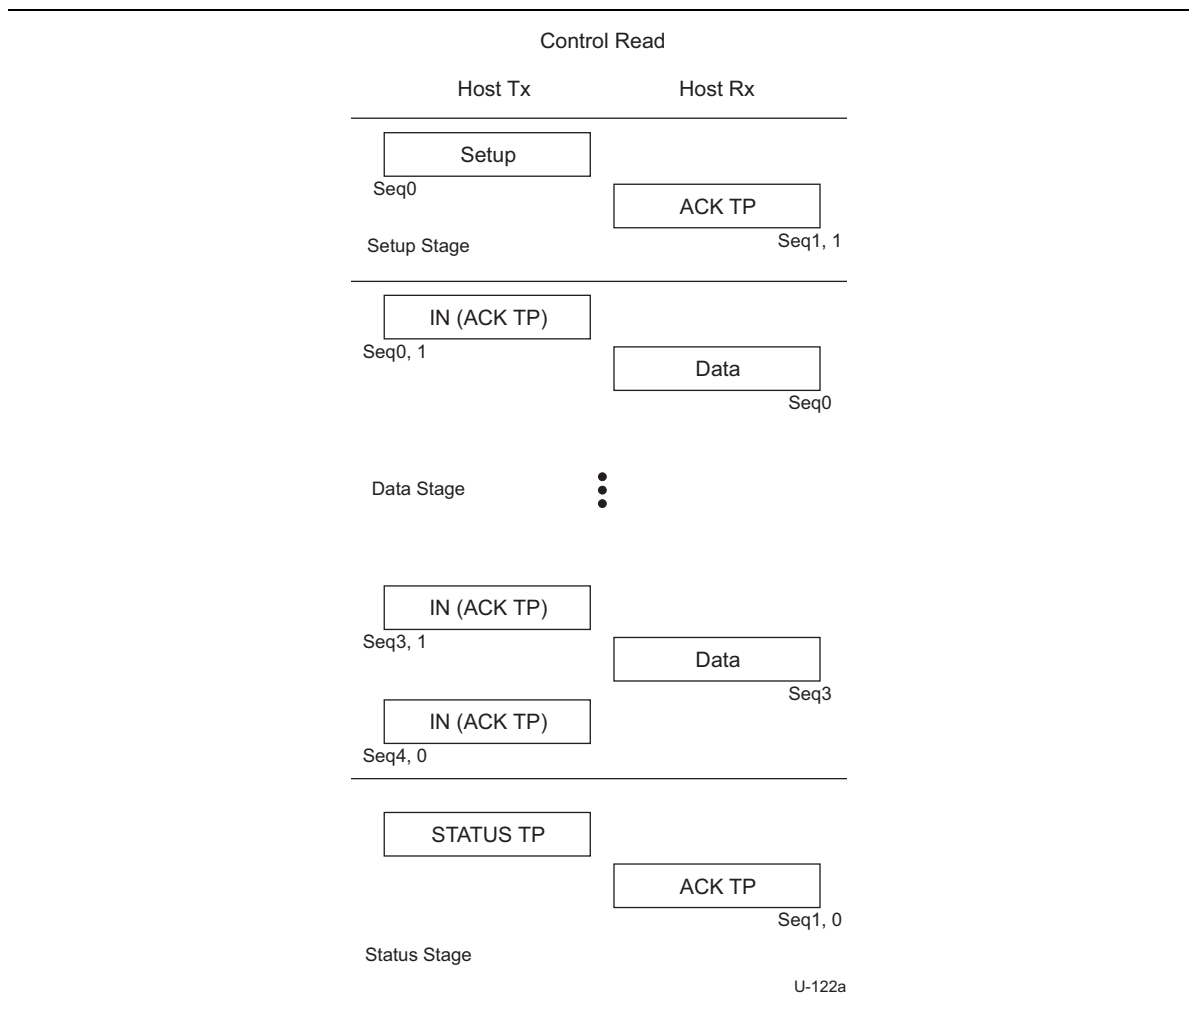 Control Read
Host Tx Host Rx
Setup
Seq0
ACK TP
Seq1, 1
Setup Stage
IN (ACK TP)
Seq0, 1
Data
Seq0
Data Stage
IN (ACK TP)
Seq3, 1
Data
Seq3
IN (ACK TP)
Seq4, 0
STATUS TP
ACK TP
Seq1, 0
Status Stage
U-122a